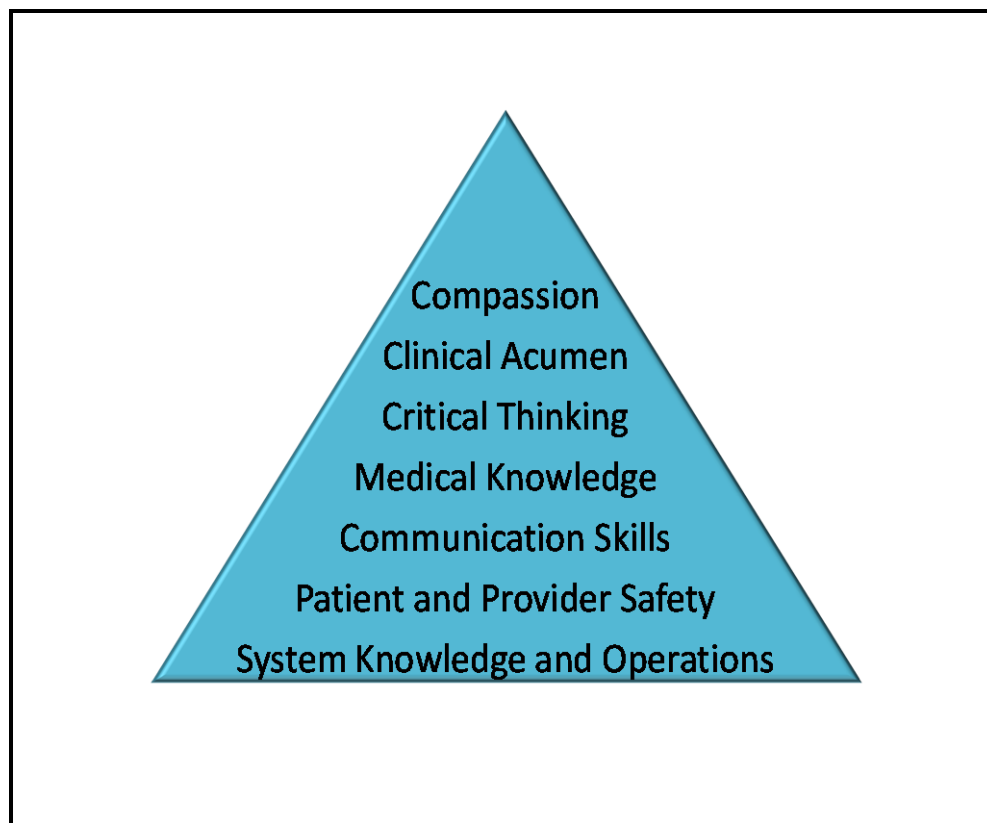 Compassion
Clinical Acumen
Critical Thinking
Medical Knowledge
Communication Skills
Patient and Provider Safety
System Knowledge and Operations